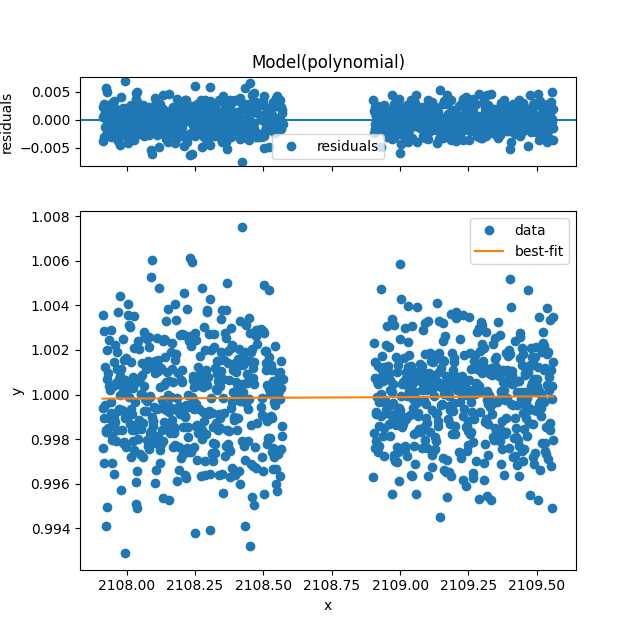 Model(polynomial)
residuals
0.005
0.000
−0.005
residuals
y
1.008
1.006
1.004
1.002
1.000
0.998
0.996
0.994
data
best-fit
2108.00 2108.25 2108.50 2108.75 2109.00 2109.25 2109.50
x